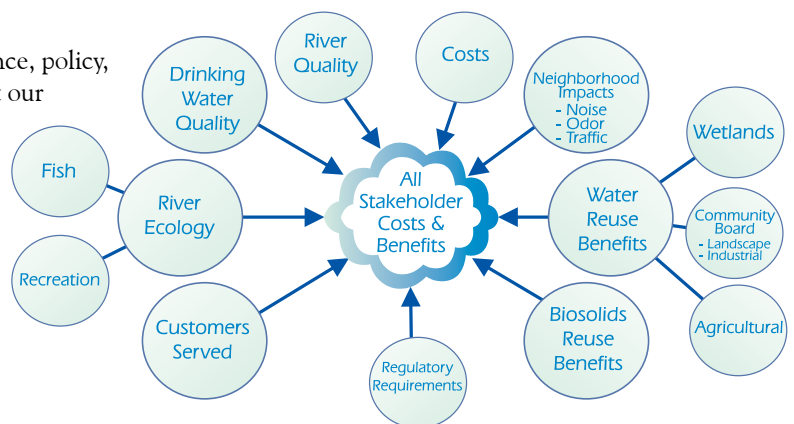 nce, policy,
our
River
Quality
Costs
Drinking
Water
Quality
Neighborhood
Impacts
- Noise
- Odor
- Traffic
Wetlands
Fish
River
Ecology
All
Stakeholder
Costs &
Benefits
Water
Reuse
Benefits
Community
Board
- Landscape
- Industrial
Recreation
Customers
Served
Regulatory
Requirements
Biosolids
Reuse
Benefits
Agricultural